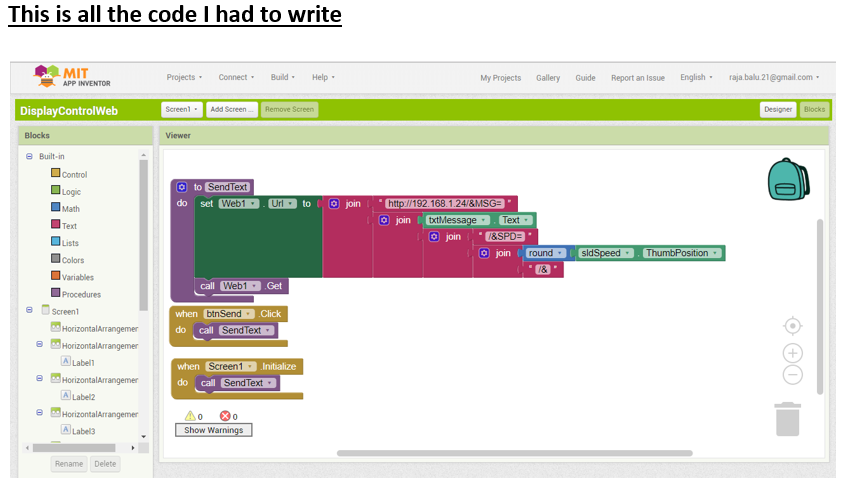 This is all the code I had to write
MIT
APP INVENTOR
Projects Connect Build Help My Projects Gallery Guide Report an Issue English raja.balu.21@gmail.com
DisplayControlWeb Screen1 Add Screen ... Remove Screen Designer Blocks
Blocks Viewer
Built-in
Control
Logic
Math
Text
Lists
Colors
Variables
Procedures
Screen1
HorizontalArrangemer
HorizontalArrangemer
Label1
HorizontalArrangemer
Label2
HorizontalArrangemer
Label3
Rename Delete
to SendText
do set Web1 . Url to join " http://192.168.1.24/&MSG= "
join txtMessage . Text
join " /&SPD= "
join round sldSpeed . ThumbPosition
" /& "
call Web1 .Get
when btnSend .Click
do call SendText
when Screen1 .Initialize
do call SendText
0 0
Show Warnings